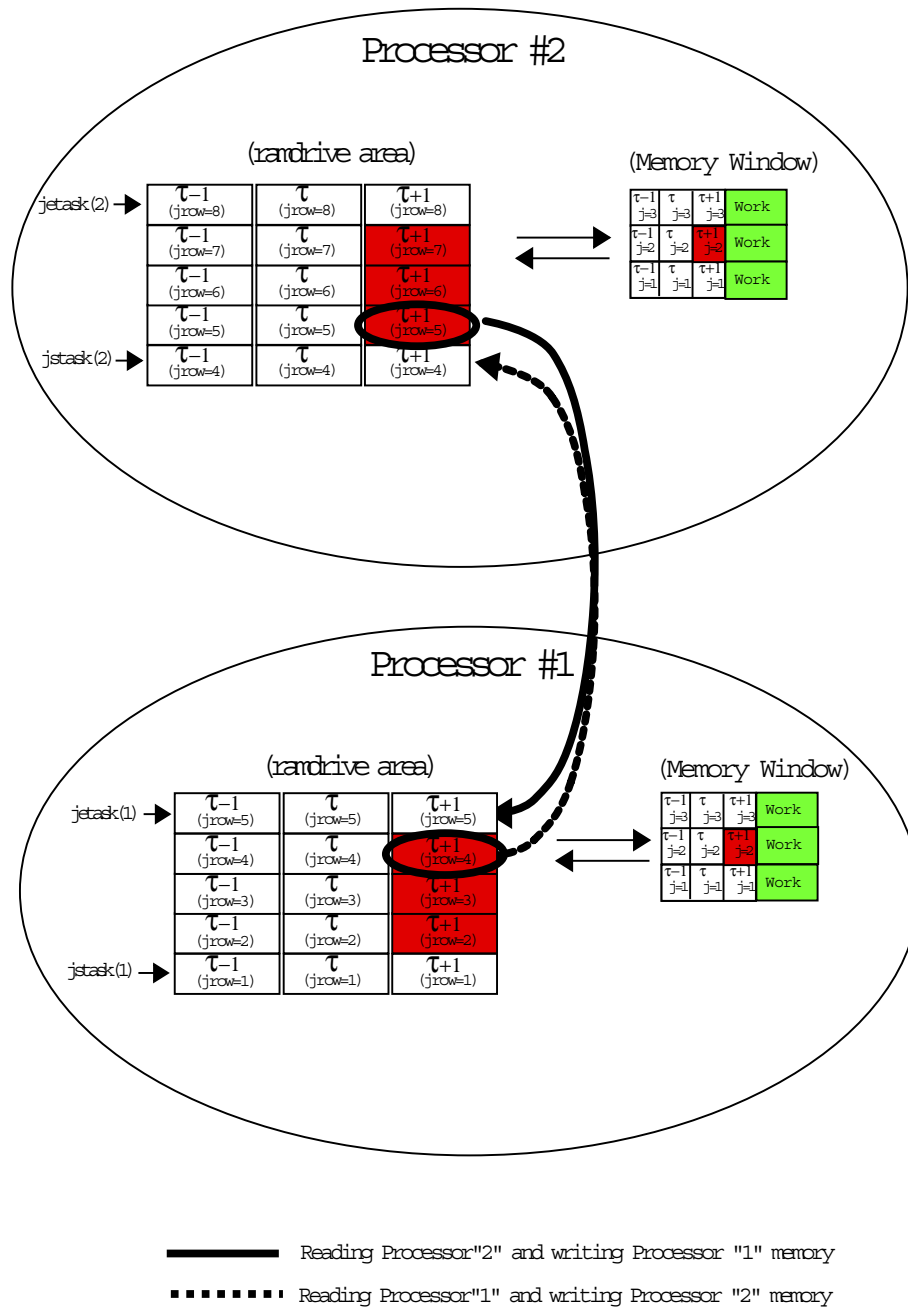 Processor #2
(ramdrive area)
(Memory Window)
jetask(2)
τ-1 τ τ+1
(jrow=8) (jrow=8) (jrow=8)
τ-1 τ τ+1
(jrow=7) (jrow=7) (jrow=7)
τ-1 τ τ+1
(jrow=6) (jrow=6) (jrow=6)
τ-1 τ τ+1
(jrow=5) (jrow=5) (jrow=5)
jstask(2)
τ-1 τ τ+1
(jrow=4) (jrow=4) (jrow=4)
τ-1 τ τ+1
j=3 j=3 j=3 Work
τ-1 τ τ+1
j=2 j=2 j=2 Work
τ-1 τ τ+1
j=1 j=1 j=1 Work
Processor #1
(ramdrive area)
(Memory Window)
jetask(1)
τ-1 τ τ+1
(jrow=5) (jrow=5) (jrow=5)
τ-1 τ τ+1
(jrow=4) (jrow=4) (jrow=4)
τ-1 τ τ+1
(jrow=3) (jrow=3) (jrow=3)
τ-1 τ τ+1
(jrow=2) (jrow=2) (jrow=2)
jstask(1)
τ-1 τ τ+1
(jrow=1) (jrow=1) (jrow=1)
τ-1 τ τ+1
j=3 j=3 j=3 Work
τ-1 τ τ+1
j=2 j=2 j=2 Work
τ-1 τ τ+1
j=1 j=1 j=1 Work
Reading Processor"2" and writing Processor "1" memory
Reading Processor"1" and writing Processor "2" memory